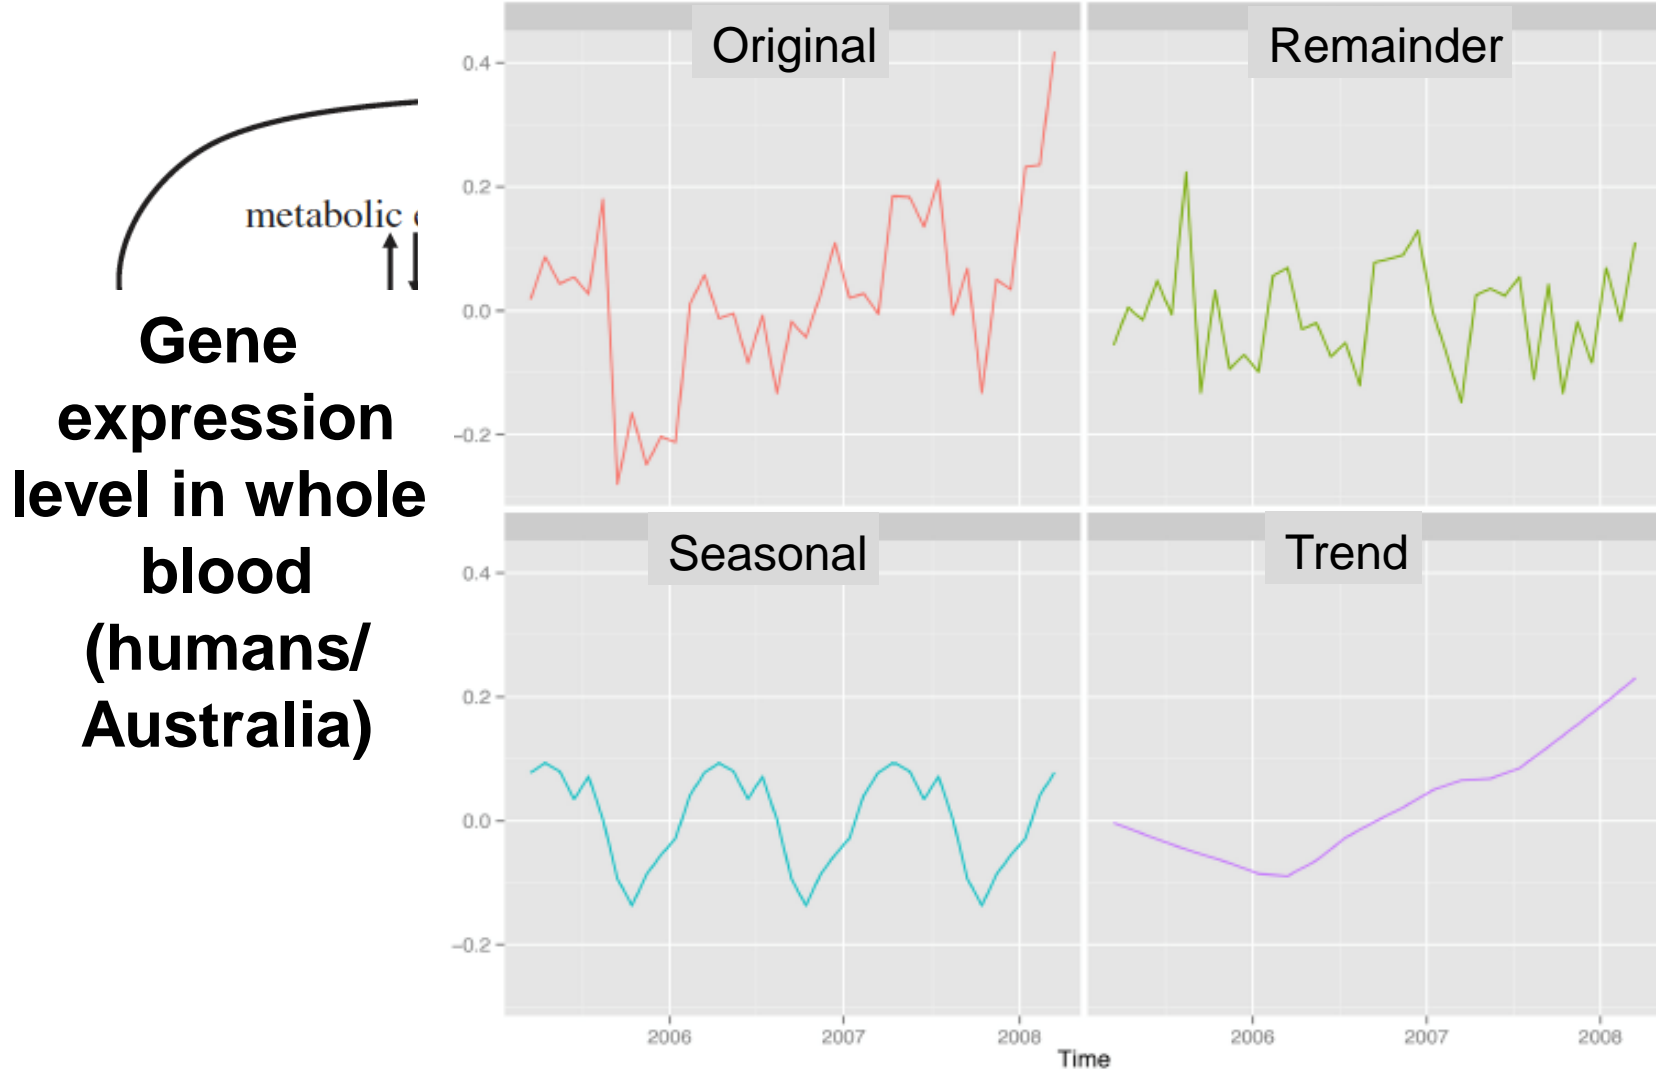 metabolic
Gene
expression
level in whole
blood
(humans/
Australia)
Original
Remainder
0.4
0.2
0.0
−0.2
Seasonal
Trend
0.4
0.2
0.0
−0.2
2006
2007
2008
2006
2007
2008
Time